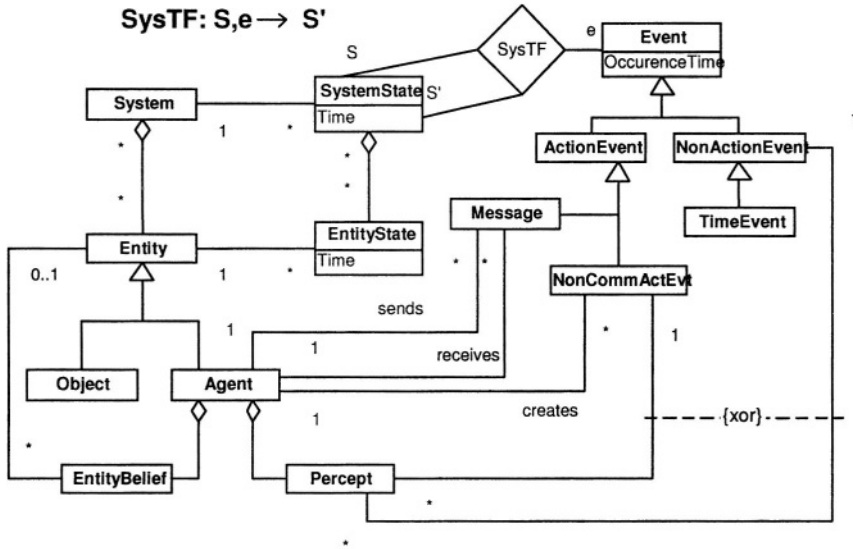 SysTF: S,e → S'
e
Event
OccurenceTime
SysTF
S
S'
System
SystemState
Time
1
*
*
*
*
*
ActionEvent
NonActionEvent
Message
TimeEvent
Entity
EntityState
Time
0..1
1
*
*
*
NonCommActEvt
sends
*
1
1
1
receives
Object
Agent
creates
1
{xor}
*
EntityBelief
Percept
*
*